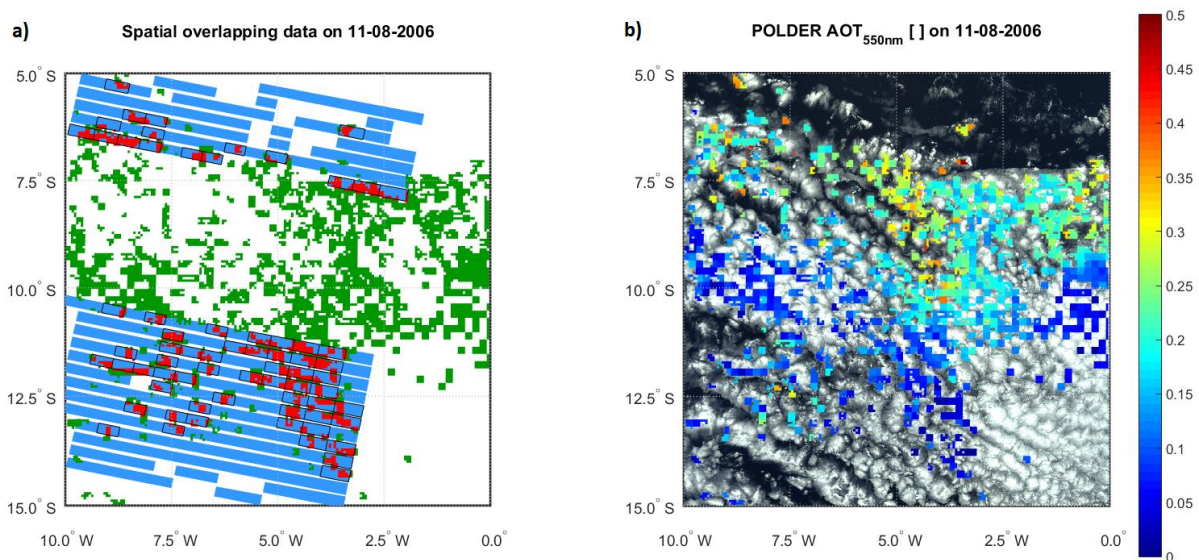 a)
Spatial overlapping data on 11-08-2006
5.0° S
7.5° S
10.0° S
12.5° S
15.0° S
10.0° W
7.5° W
5.0° W
2.5° W
0.0°
b)
POLDER AOT550nm [ ] on 11-08-2006
5.0° S
7.5° S
10.0° S
12.5° S
15.0° S
10.0° W
7.5° W
5.0° W
2.5° W
0.0°
0.5
0.45
0.4
0.35
0.3
0.25
0.2
0.15
0.1
0.05
0